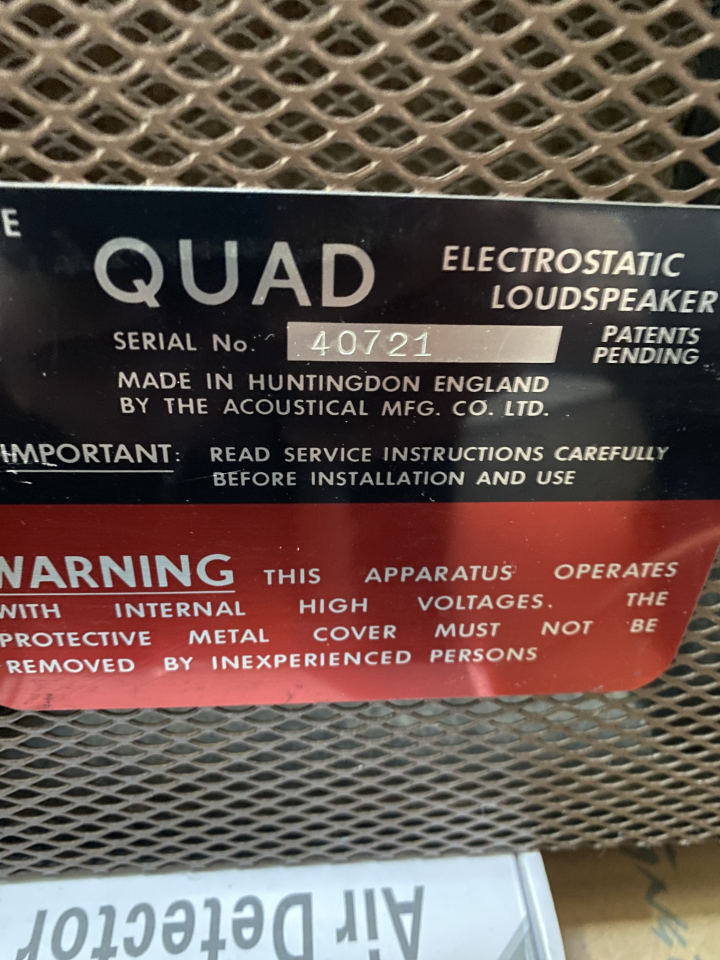 E
QUAD ELECTROSTATIC
LOUDSPEAKER
SERIAL No. 40721 PATENTS
PENDING
MADE IN HUNTINGDON ENGLAND
BY THE ACOUSTICAL MFG. CO. LTD.
IMPORTANT: READ SERVICE INSTRUCTIONS CAREFULLY
BEFORE INSTALLATION AND USE
WARNING THIS APPARATUS OPERATES
WITH INTERNAL HIGH VOLTAGES. THE
PROTECTIVE METAL COVER MUST NOT BE
REMOVED BY INEXPERIENCED PERSONS
Air Detector